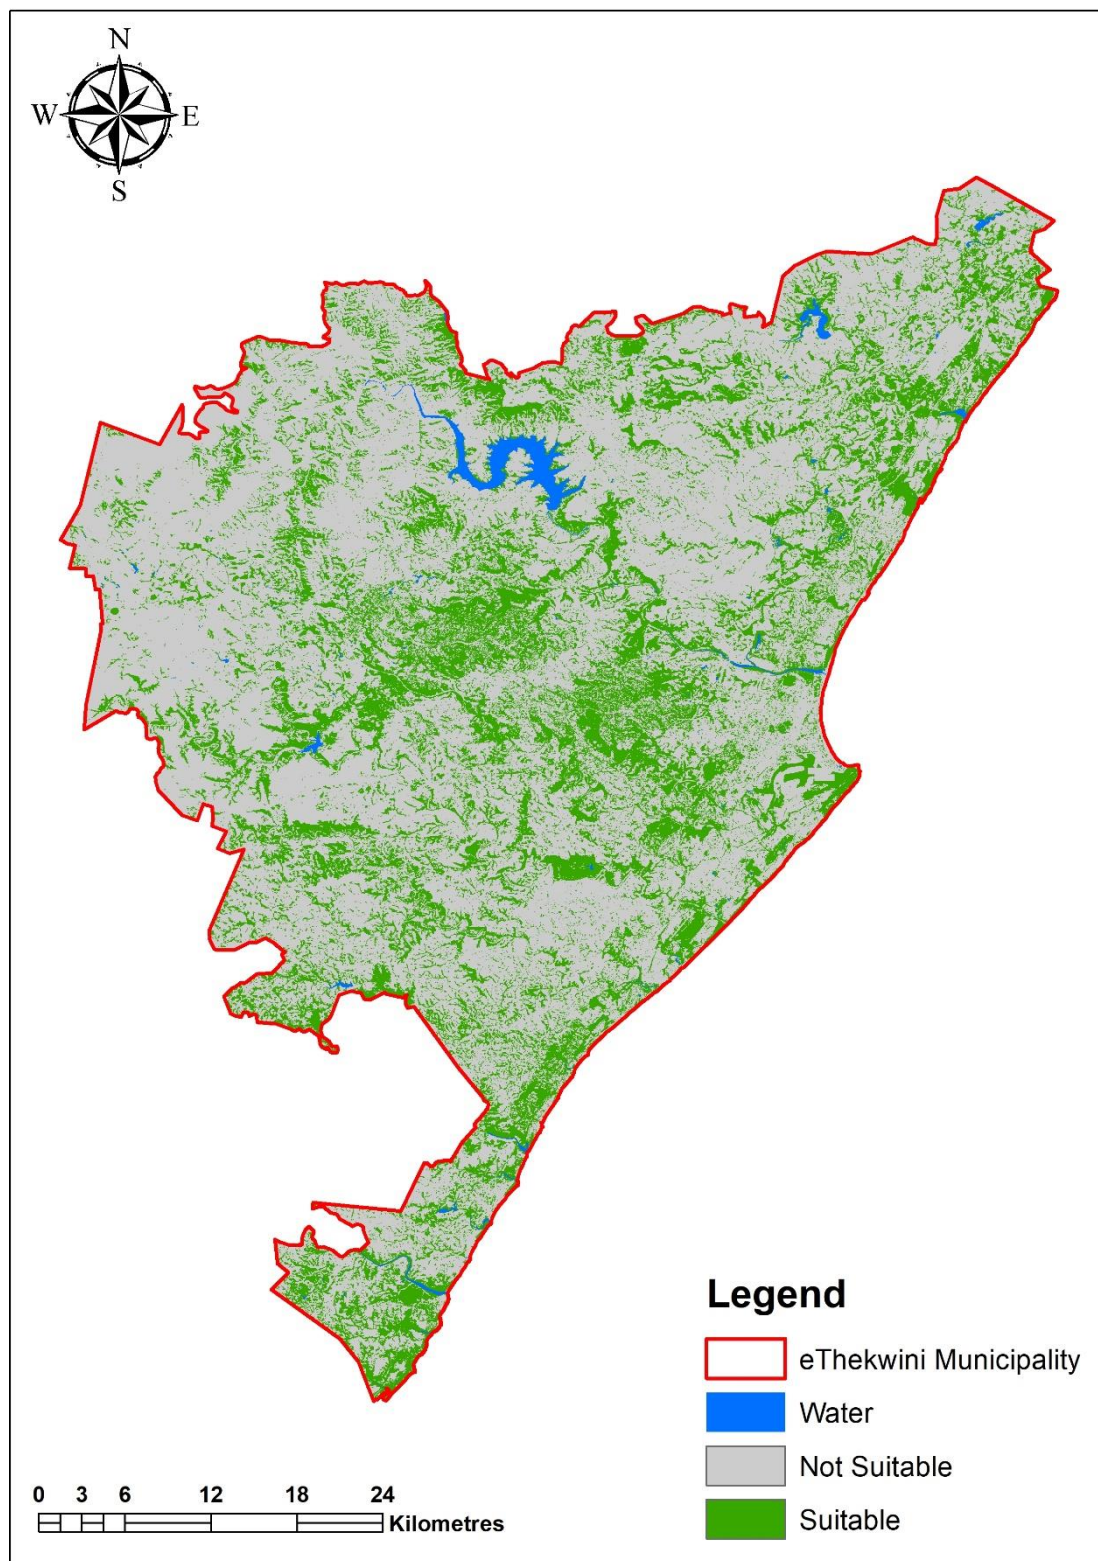 N
W E
S
Legend
eThekwini Municipality
Water
Not Suitable
Suitable
0 3 6 12 18 24
Kilometres